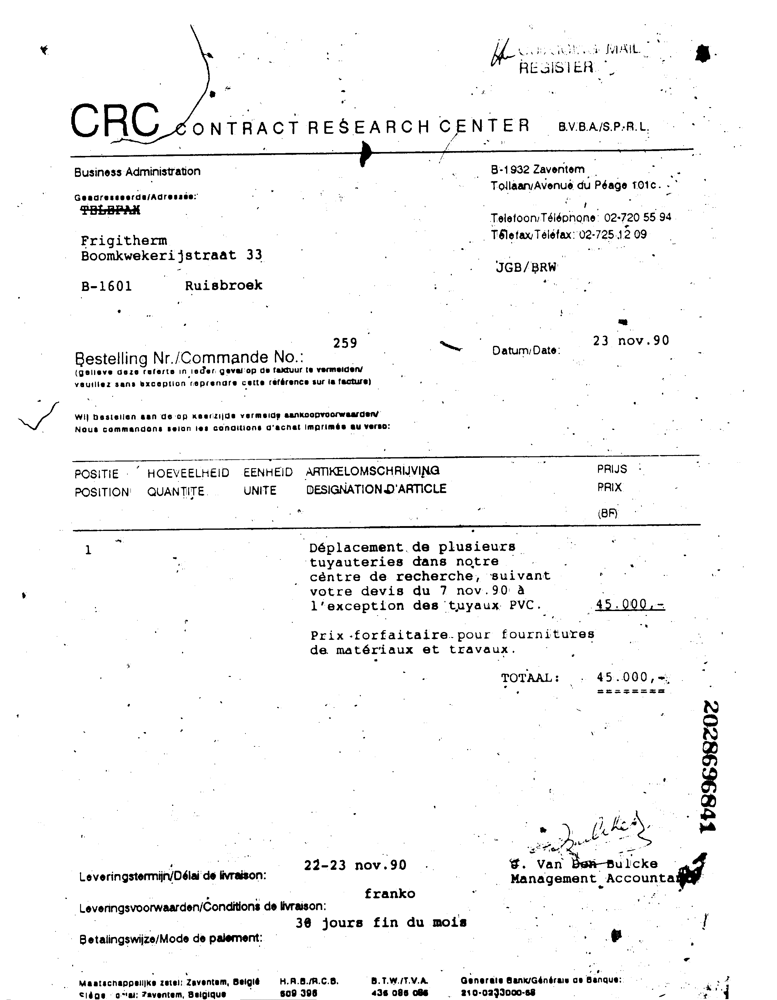 MAIL
REGISTER
CRC CONTRACT RESEARCH CENTER B.V.B.A./S.P.R.L.
Business Administration
B-1932 Zaventem
Tollaan/Avenue du Péage 101c.
Geadresseerde/Adressée:
TELEFAX
Telefoon/Téléphone: 02-720 55 94
Telefax/Téléfax: 02-725 12 09
Frigitherm
Boomkwekerijstraat 33
JGB/BRW
B-1601 Ruisbroek
259
Bestelling Nr./Commande No.:
Datum/Date: 23 nov.90
(gelieve deze referte in ieder geval op de faktuur te vermelden/
veuillez sans exception reprendre cette référence sur la facture)
Wij bestellen aan de op keerzijde vermelde aankoopvoorwaarden/
Nous commandons selon les conditions d'achat imprimée au verso:
POSITIE HOEVEELHEID EENHEID ARTIKELOMSCHRIJVING PRIJS
POSITION QUANTITE UNITE DESIGNATION D'ARTICLE PRIX
(BF)
1 Déplacement de plusieurs
tuyauteries dans notre
centre de recherche, suivant
votre devis du 7 nov.90 à
l'exception des tuyaux PVC. 45.000,-
Prix forfaitaire pour fournitures
de matériaux et travaux.
TOTAAL: 45.000,-
========
2028696841
22-23 nov.90
Leveringstermijn/Délai de livraison:
Van Den Bulcke
Management Accountant
franko
Leveringsvoorwaarden/Conditions de livraison:
30 jours fin du mois
Betalingswijze/Mode de paiement:
Maatschappelijke zetel: Zaventem, België H.R.B./R.C.B. B.T.W./T.V.A. Generale Bank/Générale de Banque:
Siège social: Zaventem, Belgique 509 396 436 086 086 210-0233000-58